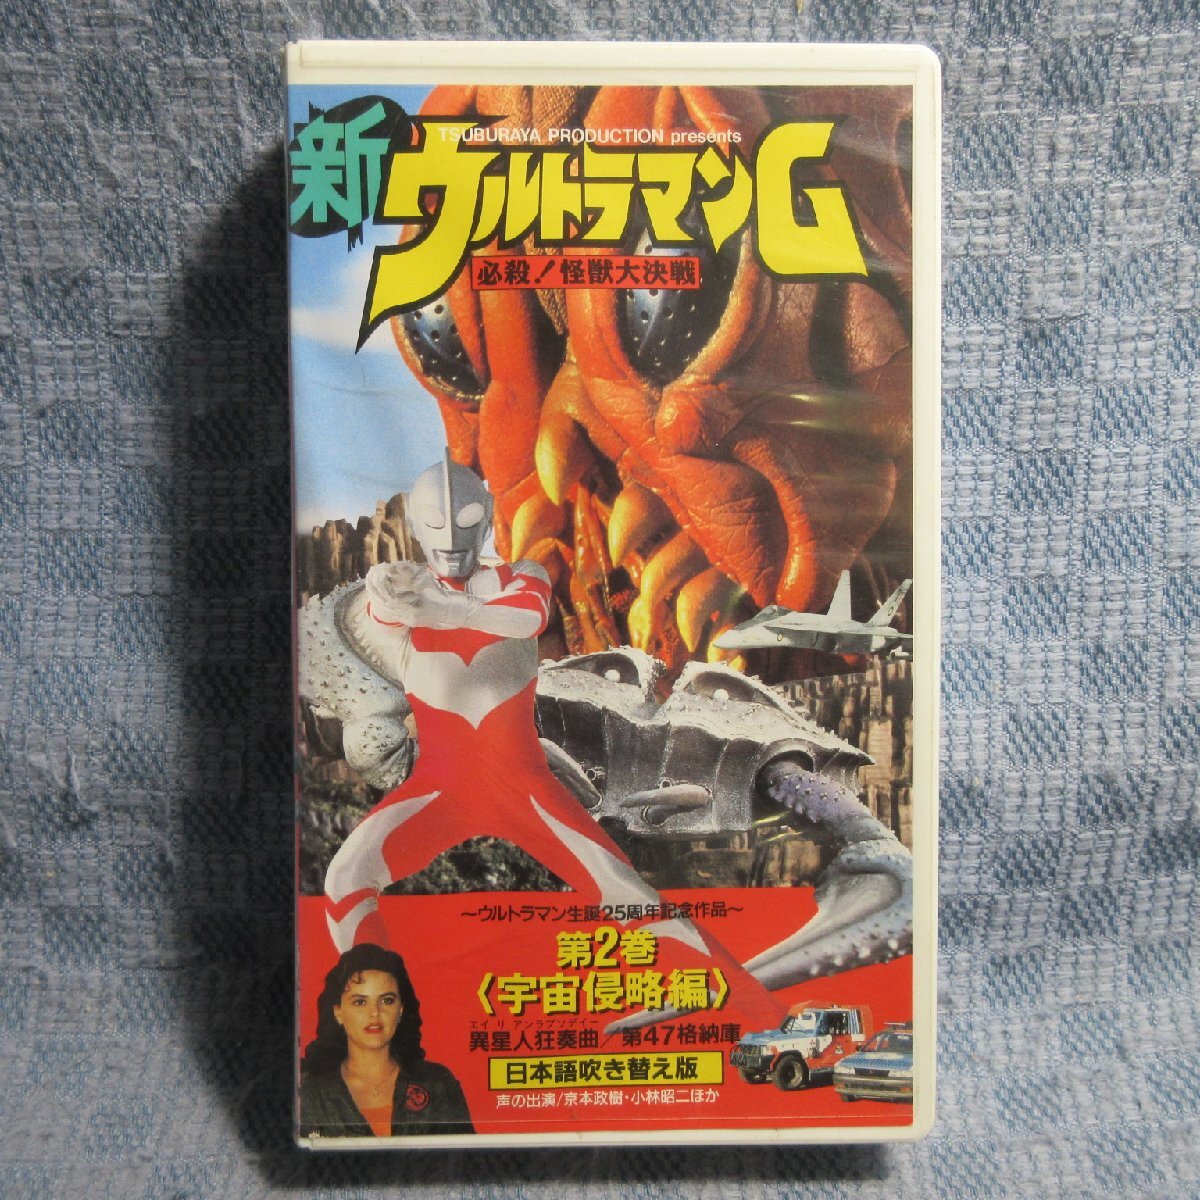 TSUBURAYA PRODUCTION presents
新ウルトラマンG
必殺!怪獣大決戦
~ウルトラマン生誕25周年記念作品~
第2巻
〈宇宙侵略編〉
エイリアンラプソディー
異星人狂奏曲/第47格納庫
日本語吹き替え版
声の出演/京本政樹・小林昭二ほか